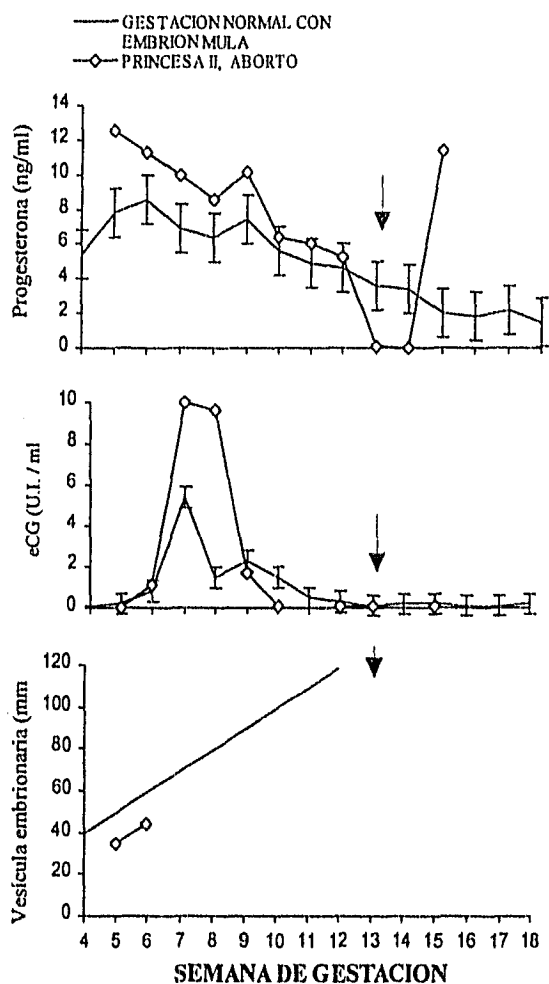 GESTACION NORMAL CON
EMBRION MULA
PRINCESA II, ABORTO
Progesterona (ng/ml)
14
12
10
8
6
4
2
0
eCG (U.I. / ml
10
8
6
4
2
0
Vesícula embrionaria (mm
120
100
80
60
40
20
0
4 5 6 7 8 9 10 11 12 13 14 15 16 17 18
SEMANA DE GESTACION